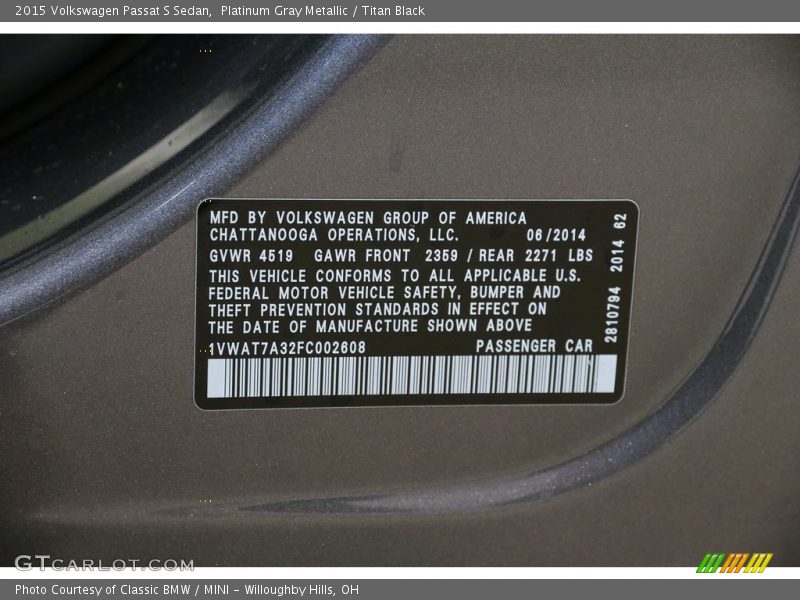 2015 Volkswagen Passat S Sedan, Platinum Gray Metallic / Titan Black
MFD BY VOLKSWAGEN GROUP OF AMERICA
CHATTANOOGA OPERATIONS, LLC. 06/2014
GVWR 4519 GAWR FRONT 2359 / REAR 2271 LBS
THIS VEHICLE CONFORMS TO ALL APPLICABLE U.S.
FEDERAL MOTOR VEHICLE SAFETY, BUMPER AND
THEFT PREVENTION STANDARDS IN EFFECT ON
THE DATE OF MANUFACTURE SHOWN ABOVE
1VWAT7A32FC002608 PASSENGER CAR
2810794 2014 62
GTcarlot.com
Photo Courtesy of Classic BMW / MINI - Willoughby Hills, OH